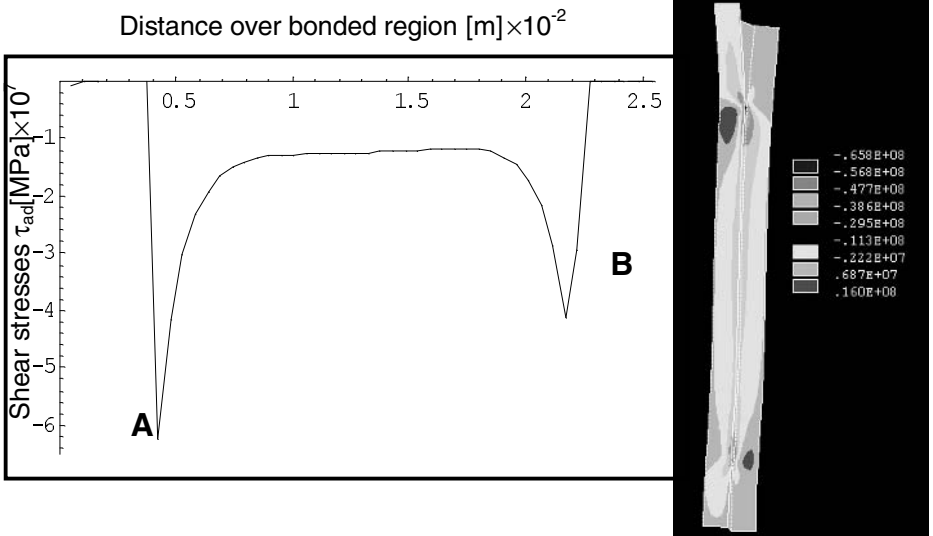 Distance over bonded region [m]×10⁻²
0.5 1 1.5 2 2.5
Shear stresses τad[MPa]×10⁷
-1
-2
-3
-4
-5
-6
A
B
-.658E+08
-.568E+08
-.477E+08
-.386E+08
-.295E+08
-.113E+08
-.222E+07
.687E+07
.160E+08